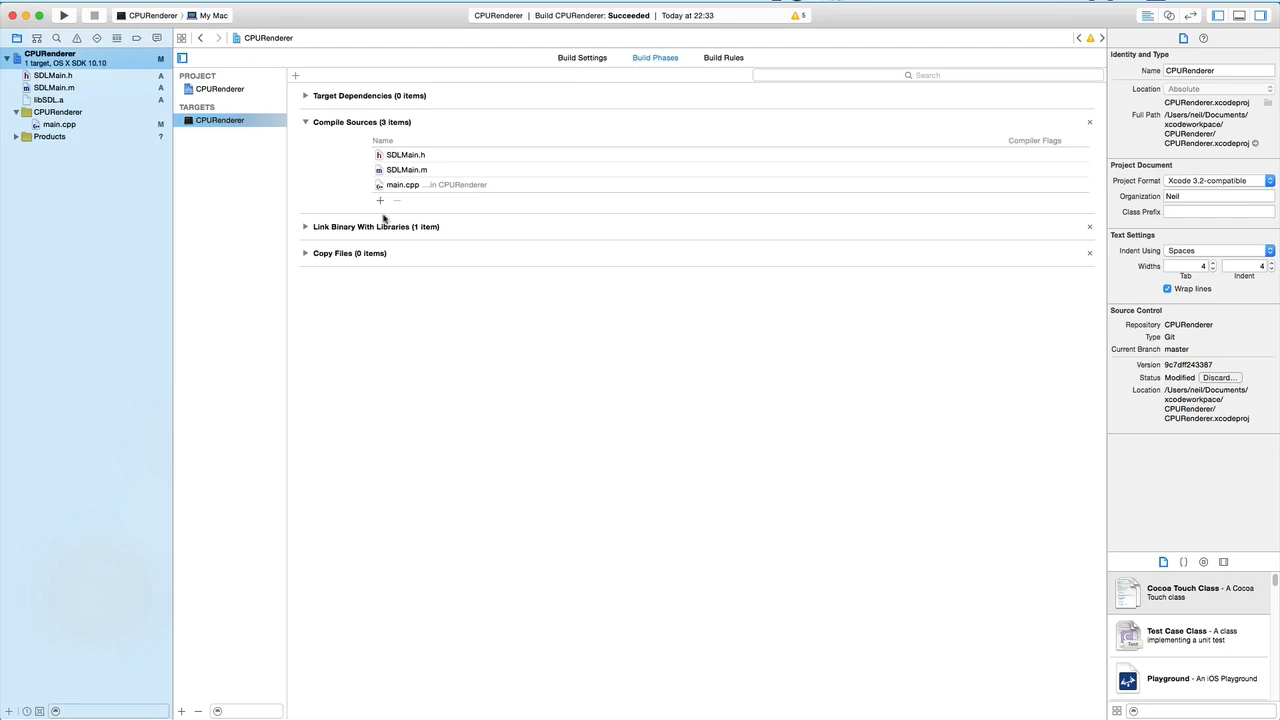 CPURenderer
My Mac
CPURenderer | Build CPURenderer: Succeeded | Today at 22:33
5
CPURenderer
1 target, OS X SDK 10.10
M
SDLMain.h
A
SDLMain.m
A
libSDL.a
A
CPURenderer
main.cpp
M
Products
?
CPURenderer
Build Settings
Build Phases
Build Rules
PROJECT
CPURenderer
TARGETS
CPURenderer
Search
Target Dependencies (0 items)
Compile Sources (3 items)
Name
Compiler Flags
SDLMain.h
SDLMain.m
main.cpp ...in CPURenderer
Link Binary With Libraries (1 item)
Copy Files (0 items)
Identity and Type
Name CPURenderer
Location Absolute
CPURenderer.xcodeproj
Full Path /Users/neil/Documents/
xcodeworkspace/
CPURenderer/
CPURenderer.xcodeproj
Project Document
Project Format Xcode 3.2-compatible
Organization Neil
Class Prefix
Text Settings
Indent Using Spaces
Widths 4 4
Tab Indent
Wrap lines
Source Control
Repository CPURenderer
Type Git
Current Branch master
Version 9c7dff243387
Status Modified Discard...
Location /Users/neil/Documents/
xcodeworkspace/
CPURenderer/
CPURenderer.xcodeproj
Cocoa Touch Class - A Cocoa
Touch class
Test Case Class - A class
implementing a unit test
Test
Playground - An iOS Playground